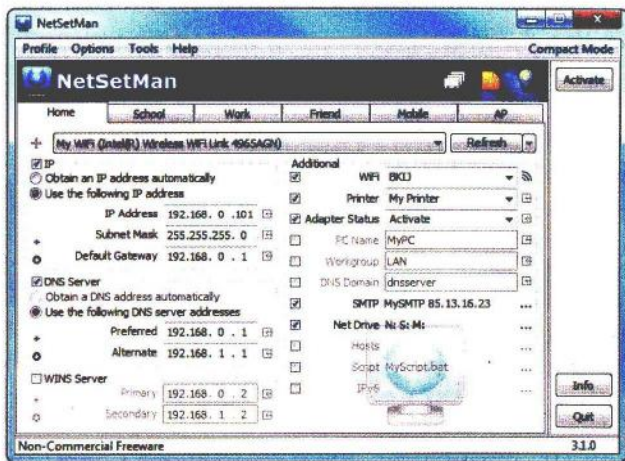 NetSetMan
Profile Options Tools Help Compact Mode
NetSetMan
Activate
Home School Work Friend Mobile AP
My WiFi (Intel(R) Wireless WiFi Link 4965AGN) Refresh
IP
Obtain an IP address automatically
Use the following IP address
IP Address 192.168. 0 .101
Subnet Mask 255.255.255. 0
Default Gateway 192.168. 0 . 1
DNS Server
Obtain a DNS address automatically
Use the following DNS server addresses
Preferred 192.168. 0 . 1
Alternate 192.168. 1 . 1
WINS Server
Primary 192.168. 0 . 2
Secondary 192.168. 1 . 2
Additional
WiFi BKIJ
Printer My Printer
Adapter Status Activate
PC Name MyPC
Workgroup LAN
DNS Domain dnsserver
SMTP MySMTP 85.13.16.23 ...
Net Drive N: S: M: ...
Hosts ...
Script MyScript.bat ...
IPv6 ...
Info
Quit
Non-Commercial Freeware 3.1.0